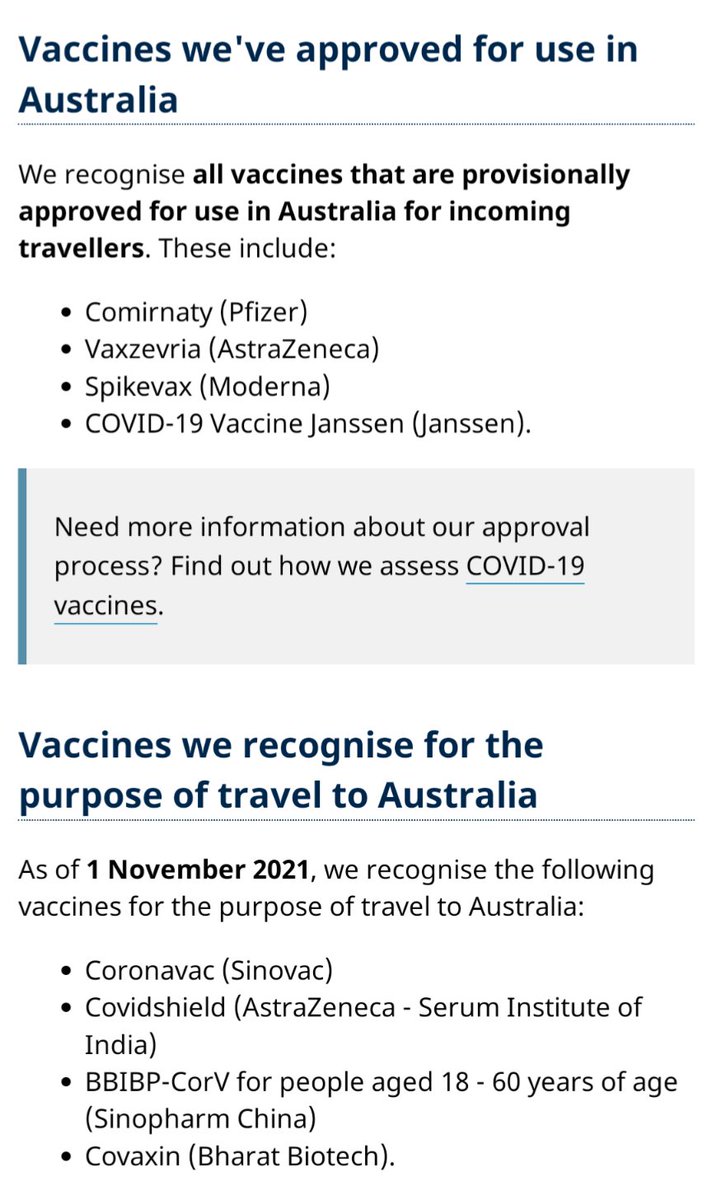 Vaccines we've approved for use in
Australia
We recognise all vaccines that are provisionally
approved for use in Australia for incoming
travellers. These include:
• Comirnaty (Pfizer)
• Vaxzevria (AstraZeneca)
• Spikevax (Moderna)
• COVID-19 Vaccine Janssen (Janssen).
Need more information about our approval
process? Find out how we assess COVID-19
vaccines.
Vaccines we recognise for the
purpose of travel to Australia
As of 1 November 2021, we recognise the following
vaccines for the purpose of travel to Australia:
• Coronavac (Sinovac)
• Covidshield (AstraZeneca - Serum Institute of
India)
• BBIBP-CorV for people aged 18 - 60 years of age
(Sinopharm China)
• Covaxin (Bharat Biotech).